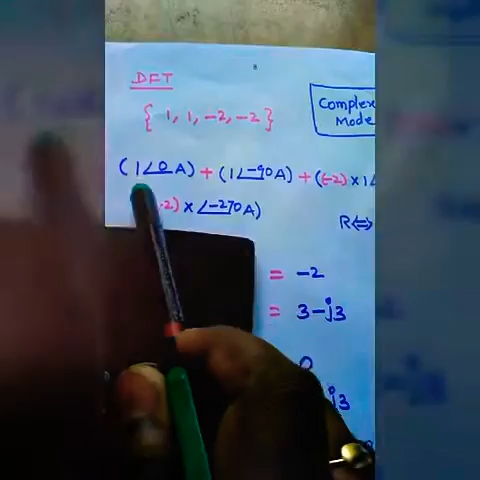 DFT
{ 1, 1, -2, -2 }
Complex
Mode
(1∠0A) + (1∠-90A) + ((-2) × 1∠
2) × ∠-270A)
R⇔
= -2
= 3-j3
0
j3